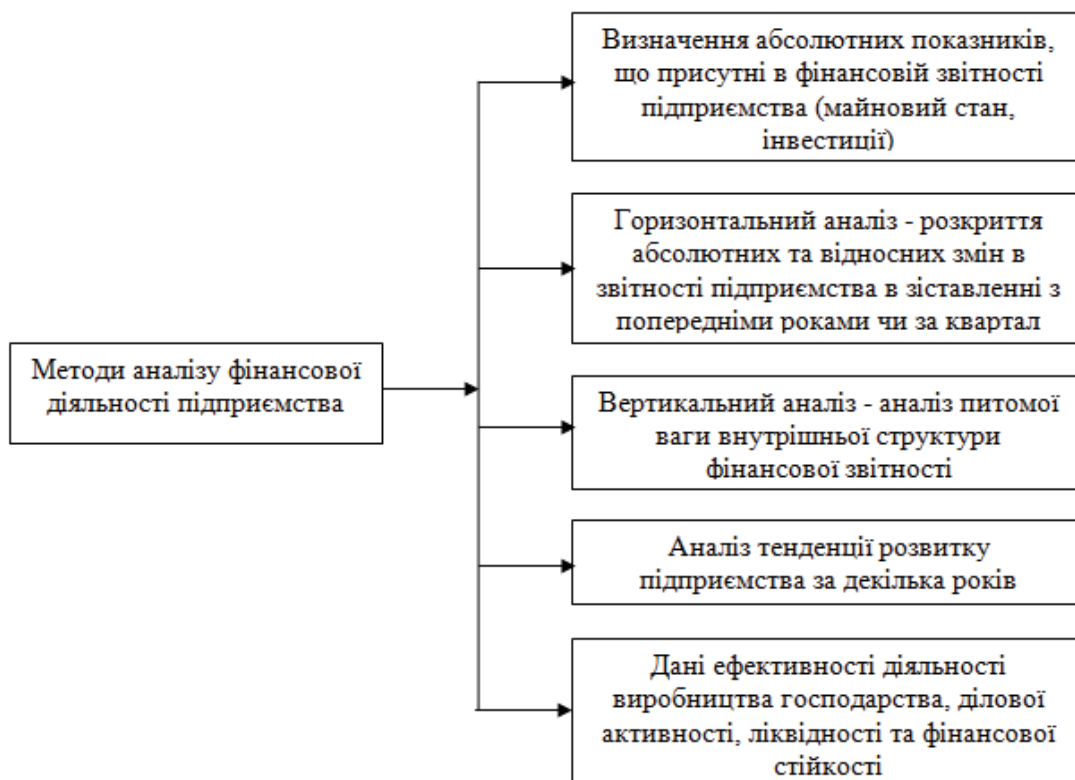 Визначення абсолютних показників,
що присутні в фінансовій звітності
підприємства (майновий стан,
інвестиції)
Горизонтальний аналіз - розкриття
абсолютних та відносних змін в
звітності підприємства в зіставленні з
попередніми роками чи за квартал
Методи аналізу фінансової
діяльності підприємства
Вертикальний аналіз - аналіз питомої
ваги внутрішньої структури
фінансової звітності
Аналіз тенденції розвитку
підприємства за декілька років
Дані ефективності діяльності
виробництва господарства, ділової
активності, ліквідності та фінансової
стійкості